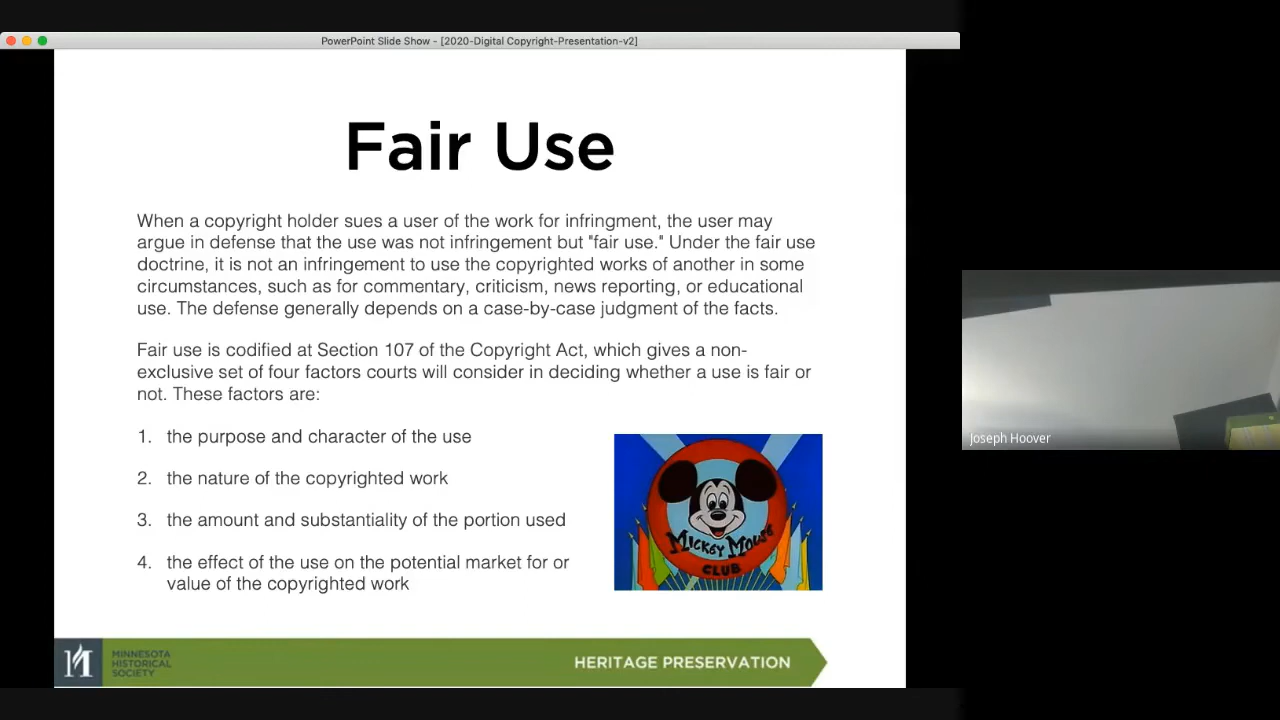 PowerPoint Slide Show - [2020-Digital Copyright-Presentation-v2]
Fair Use
When a copyright holder sues a user of the work for infringment, the user may
argue in defense that the use was not infringement but "fair use." Under the fair use
doctrine, it is not an infringement to use the copyrighted works of another in some
circumstances, such as for commentary, criticism, news reporting, or educational
use. The defense generally depends on a case-by-case judgment of the facts.
Fair use is codified at Section 107 of the Copyright Act, which gives a non-
exclusive set of four factors courts will consider in deciding whether a use is fair or
not. These factors are:
1. the purpose and character of the use
2. the nature of the copyrighted work
3. the amount and substantiality of the portion used
4. the effect of the use on the potential market for or
value of the copyrighted work
MICKEY MOUSE
CLUB
MINNESOTA
HISTORICAL
SOCIETY
HERITAGE PRESERVATION
Joseph Hoover